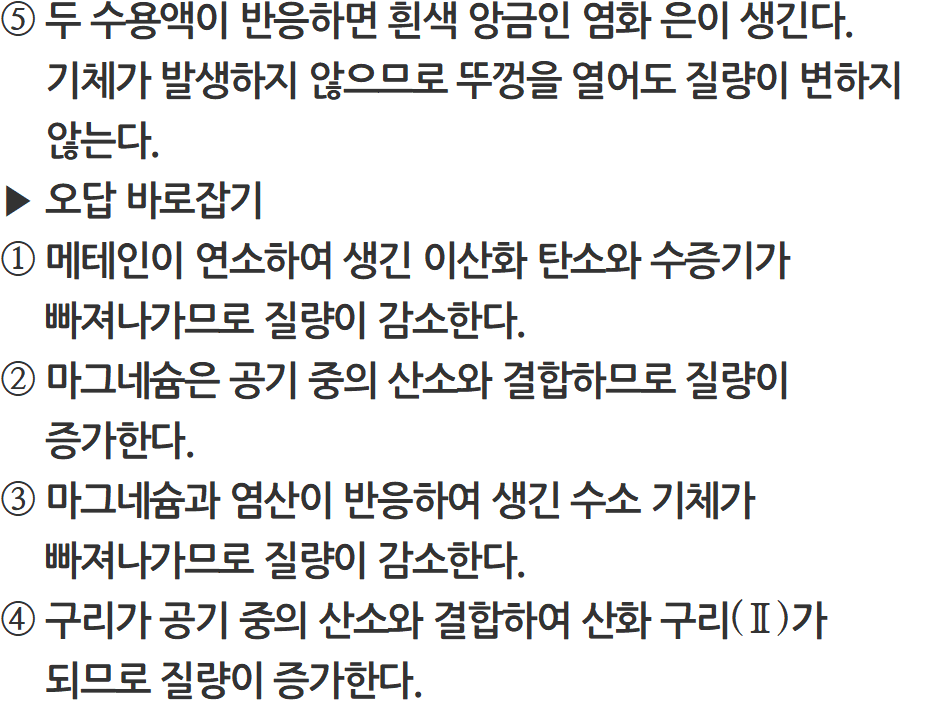 ⑤ 두 수용액이 반응하면 흰색 앙금인 염화 은이 생긴다.
기체가 발생하지 않으므로 뚜껑을 열어도 질량이 변하지
않는다.
▶ 오답 바로잡기
① 메테인이 연소하여 생긴 이산화 탄소와 수증기가
빠져나가므로 질량이 감소한다.
② 마그네슘은 공기 중의 산소와 결합하므로 질량이
증가한다.
③ 마그네슘과 염산이 반응하여 생긴 수소 기체가
빠져나가므로 질량이 감소한다.
④ 구리가 공기 중의 산소와 결합하여 산화 구리(Ⅱ)가
되므로 질량이 증가한다.